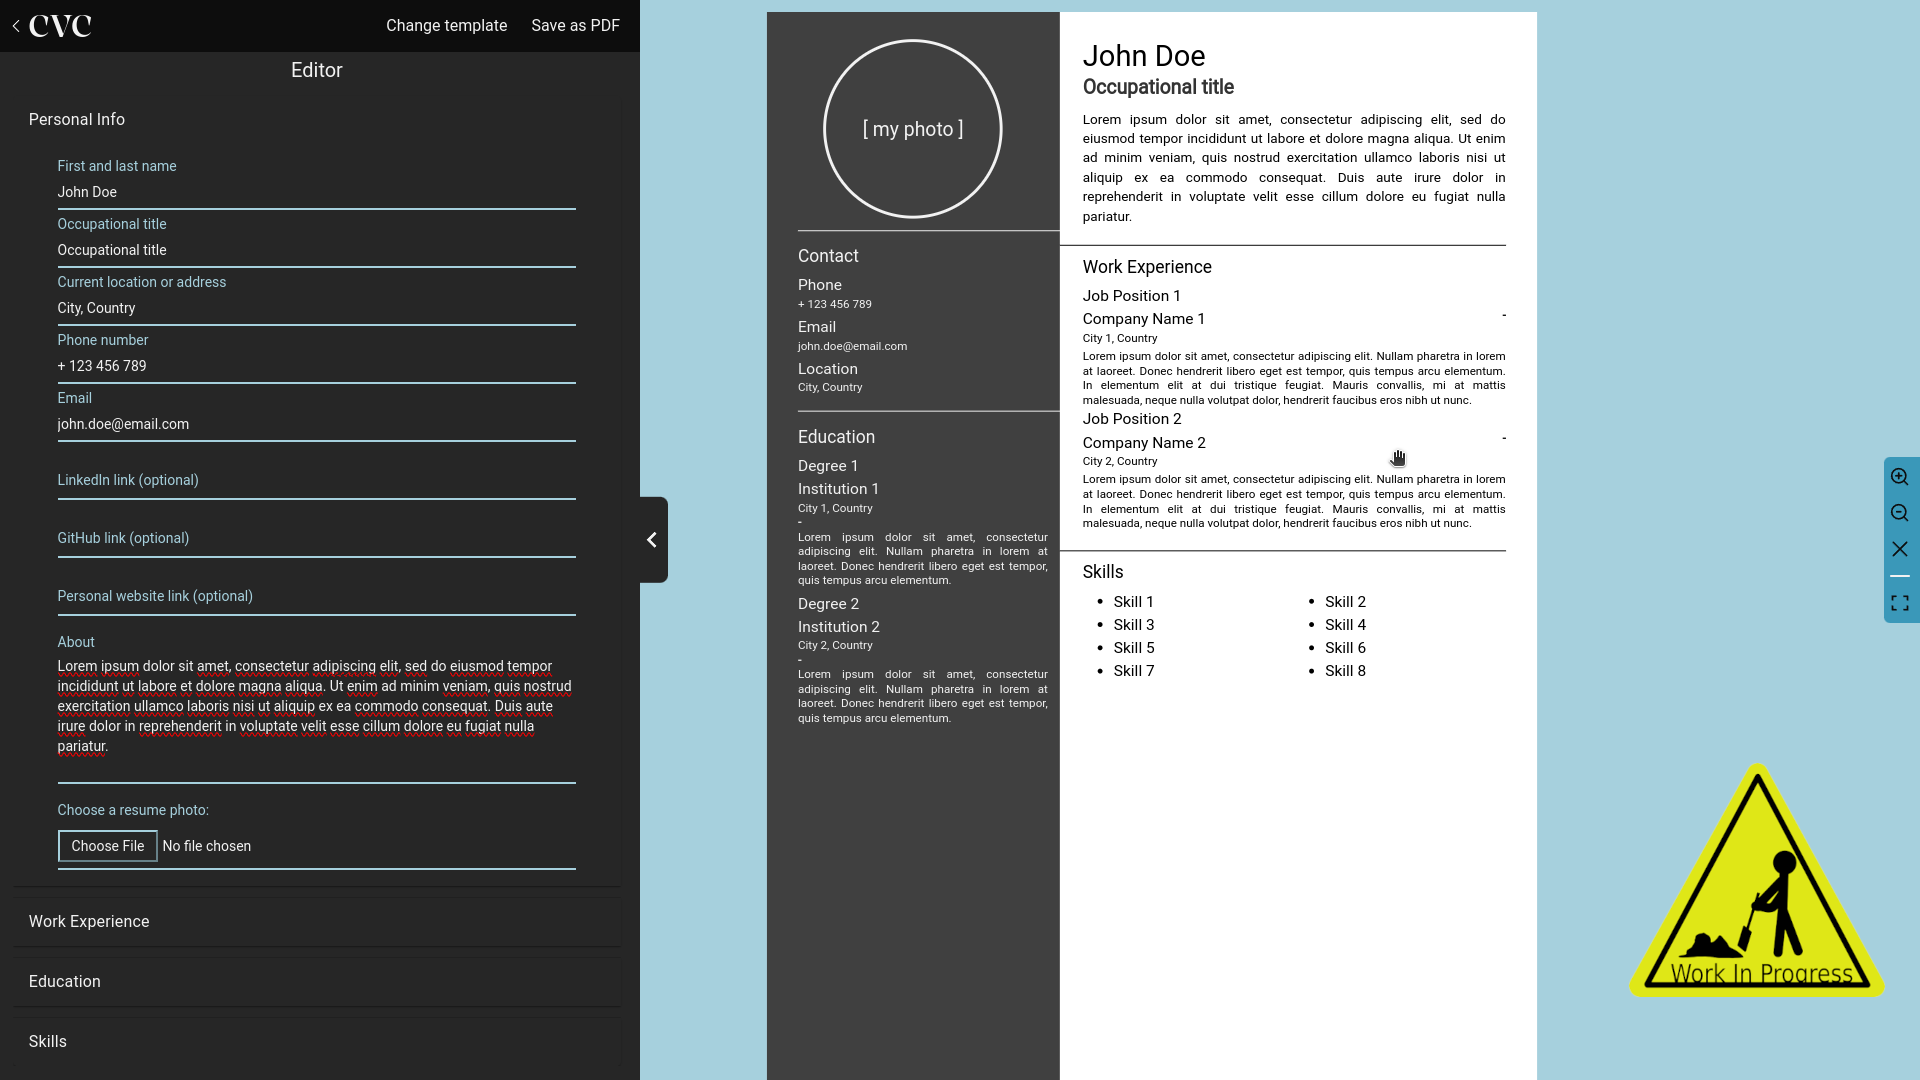 CVC
Change template
Save as PDF
Editor
Personal Info
First and last name
John Doe
Occupational title
Occupational title
Current location or address
City, Country
Phone number
+ 123 456 789
Email
john.doe@email.com
LinkedIn link (optional)
GitHub link (optional)
Personal website link (optional)
About
Lorem ipsum dolor sit amet, consectetur adipiscing elit, sed do eiusmod tempor
incididunt ut labore et dolore magna aliqua. Ut enim ad minim veniam, quis nostrud
exercitation ullamco laboris nisi ut aliquip ex ea commodo consequat. Duis aute
irure dolor in reprehenderit in voluptate velit esse cillum dolore eu fugiat nulla
pariatur.
Choose a resume photo:
Choose File No file chosen
Work Experience
Education
Skills
[ my photo ]
Contact
Phone
+ 123 456 789
Email
john.doe@email.com
Location
City, Country
Education
Degree 1
Institution 1
City 1, Country
-
Lorem ipsum dolor sit amet, consectetur
adipiscing elit. Nullam pharetra in lorem at
laoreet. Donec hendrerit libero eget est tempor,
quis tempus arcu elementum.
Degree 2
Institution 2
City 2, Country
-
Lorem ipsum dolor sit amet, consectetur
adipiscing elit. Nullam pharetra in lorem at
laoreet. Donec hendrerit libero eget est tempor,
quis tempus arcu elementum.
John Doe
Occupational title
Lorem ipsum dolor sit amet, consectetur adipiscing elit, sed do
eiusmod tempor incididunt ut labore et dolore magna aliqua. Ut enim
ad minim veniam, quis nostrud exercitation ullamco laboris nisi ut
aliquip ex ea commodo consequat. Duis aute irure dolor in
reprehenderit in voluptate velit esse cillum dolore eu fugiat nulla
pariatur.
Work Experience
Job Position 1
Company Name 1 -
City 1, Country
Lorem ipsum dolor sit amet, consectetur adipiscing elit. Nullam pharetra in lorem
at laoreet. Donec hendrerit libero eget est tempor, quis tempus arcu elementum.
In elementum elit at dui tristique feugiat. Mauris convallis, mi at mattis
malesuada, neque nulla volutpat dolor, hendrerit faucibus eros nibh ut nunc.
Job Position 2
Company Name 2 -
City 2, Country
Lorem ipsum dolor sit amet, consectetur adipiscing elit. Nullam pharetra in lorem
at laoreet. Donec hendrerit libero eget est tempor, quis tempus arcu elementum.
In elementum elit at dui tristique feugiat. Mauris convallis, mi at mattis
malesuada, neque nulla volutpat dolor, hendrerit faucibus eros nibh ut nunc.
Skills
• Skill 1 • Skill 2
• Skill 3 • Skill 4
• Skill 5 • Skill 6
• Skill 7 • Skill 8
Work In Progress